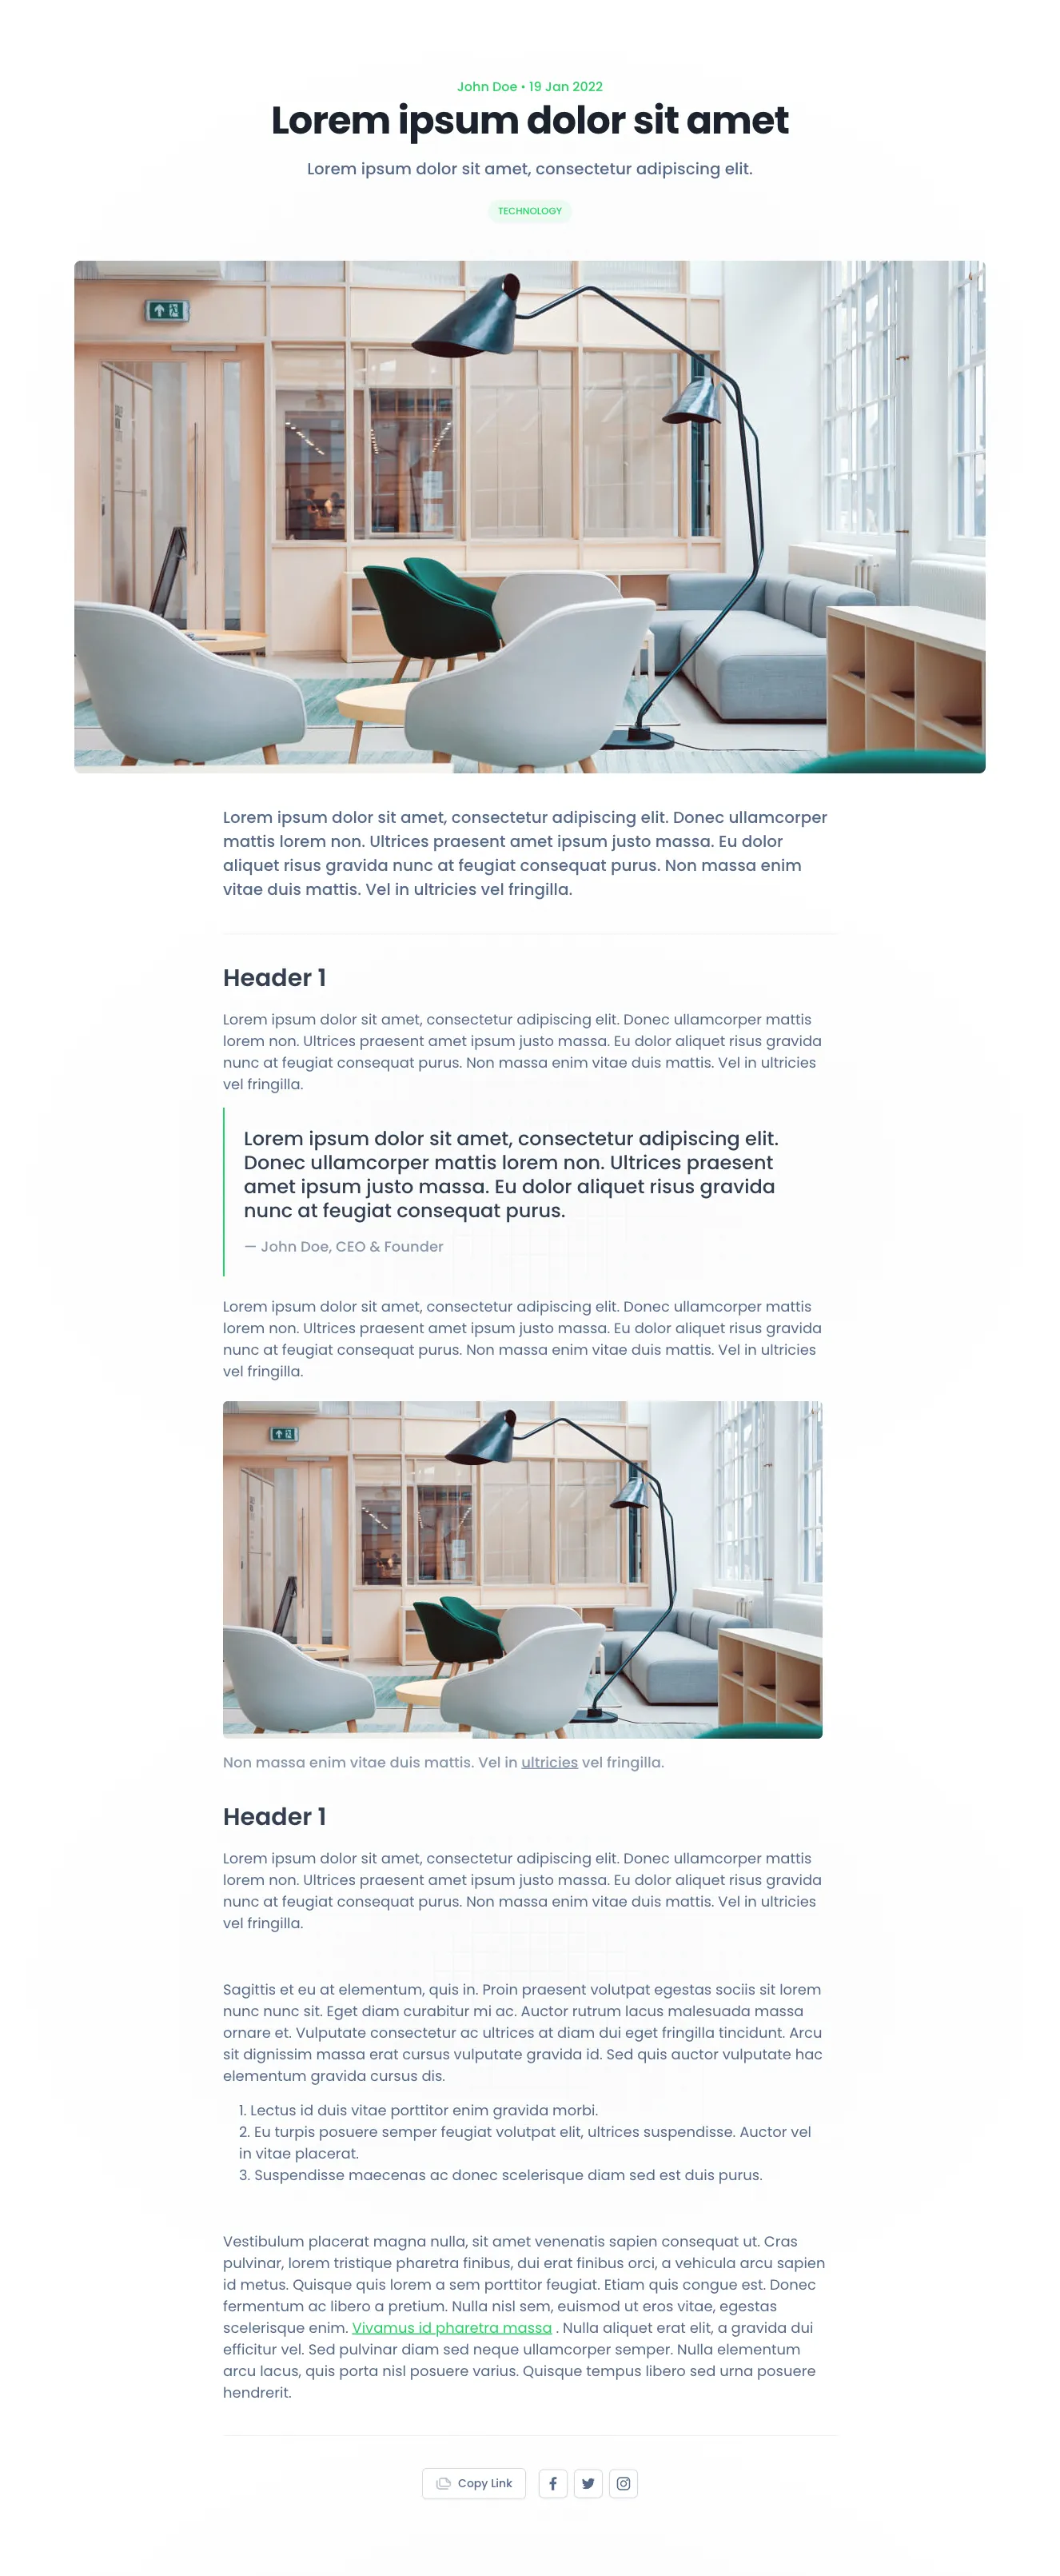 John Doe • 19 Jan 2022
Lorem ipsum dolor sit amet
Lorem ipsum dolor sit amet, consectetur adipiscing elit.
TECHNOLOGY
Lorem ipsum dolor sit amet, consectetur adipiscing elit. Donec ullamcorper
mattis lorem non. Ultrices praesent amet ipsum justo massa. Eu dolor
aliquet risus gravida nunc at feugiat consequat purus. Non massa enim
vitae duis mattis. Vel in ultricies vel fringilla.
Header 1
Lorem ipsum dolor sit amet, consectetur adipiscing elit. Donec ullamcorper mattis
lorem non. Ultrices praesent amet ipsum justo massa. Eu dolor aliquet risus gravida
nunc at feugiat consequat purus. Non massa enim vitae duis mattis. Vel in ultricies
vel fringilla.
Lorem ipsum dolor sit amet, consectetur adipiscing elit.
Donec ullamcorper mattis lorem non. Ultrices praesent
amet ipsum justo massa. Eu dolor aliquet risus gravida
nunc at feugiat consequat purus.
— John Doe, CEO & Founder
Lorem ipsum dolor sit amet, consectetur adipiscing elit. Donec ullamcorper mattis
lorem non. Ultrices praesent amet ipsum justo massa. Eu dolor aliquet risus gravida
nunc at feugiat consequat purus. Non massa enim vitae duis mattis. Vel in ultricies
vel fringilla.
Non massa enim vitae duis mattis. Vel in ultricies vel fringilla.
Header 1
Lorem ipsum dolor sit amet, consectetur adipiscing elit. Donec ullamcorper mattis
lorem non. Ultrices praesent amet ipsum justo massa. Eu dolor aliquet risus gravida
nunc at feugiat consequat purus. Non massa enim vitae duis mattis. Vel in ultricies
vel fringilla.
Sagittis et eu at elementum, quis in. Proin praesent volutpat egestas sociis sit lorem
nunc nunc sit. Eget diam curabitur mi ac. Auctor rutrum lacus malesuada massa
ornare et. Vulputate consectetur ac ultrices at diam dui eget fringilla tincidunt. Arcu
sit dignissim massa erat cursus vulputate gravida id. Sed quis auctor vulputate hac
elementum gravida cursus dis.
1. Lectus id duis vitae porttitor enim gravida morbi.
2. Eu turpis posuere semper feugiat volutpat elit, ultrices suspendisse. Auctor vel
in vitae placerat.
3. Suspendisse maecenas ac donec scelerisque diam sed est duis purus.
Vestibulum placerat magna nulla, sit amet venenatis sapien consequat ut. Cras
pulvinar, lorem tristique pharetra finibus, dui erat finibus orci, a vehicula arcu sapien
id metus. Quisque quis lorem a sem porttitor feugiat. Etiam quis congue est. Donec
fermentum ac libero a pretium. Nulla nisl sem, euismod ut eros vitae, egestas
scelerisque enim. Vivamus id pharetra massa . Nulla aliquet erat elit, a gravida dui
efficitur vel. Sed pulvinar diam sed neque ullamcorper semper. Nulla elementum
arcu lacus, quis porta nisl posuere varius. Quisque tempus libero sed urna posuere
hendrerit.
Copy Link